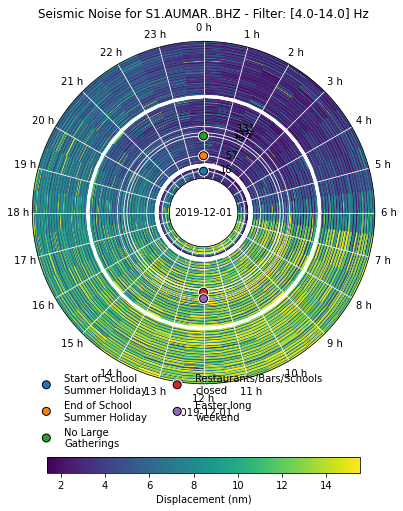 Seismic Noise for S1.AUMAR..BHZ - Filter: [4.0-14.0] Hz
0 h
23 h
1 h
22 h
2 h
21 h
3 h
20 h
4 h
19 h
5 h
57
18 h
2019-12-01
6 h
17 h
7 h
16 h
8 h
15 h
9 h
14 h
10 h
13 h
11 h
12 h
2019-12-01
Start of School
Summer Holiday
End of School
Summer Holiday
No Large
Gatherings
Restaurants/Bars/Schools
closed
Easter long
weekend
2
4
6
8
10
12
14
Displacement (nm)